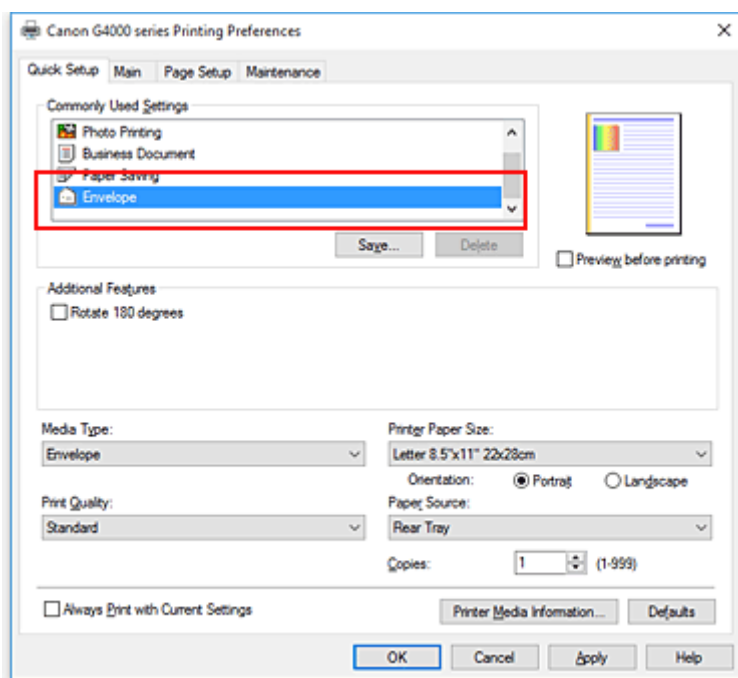 Canon G4000 series Printing Preferences
Quick Setup Main Page Setup Maintenance
Commonly Used Settings
Photo Printing
Business Document
Paper Saving
Envelope
Save... Delete
Preview before printing
Additional Features
Rotate 180 degrees
Media Type: Printer Paper Size:
Envelope Letter 8.5"x11" 22x28cm
Orientation: Portrait Landscape
Print Quality: Paper Source:
Standard Rear Tray
Copies: 1 (1-999)
Always Print with Current Settings Printer Media Information... Defaults
OK Cancel Apply Help